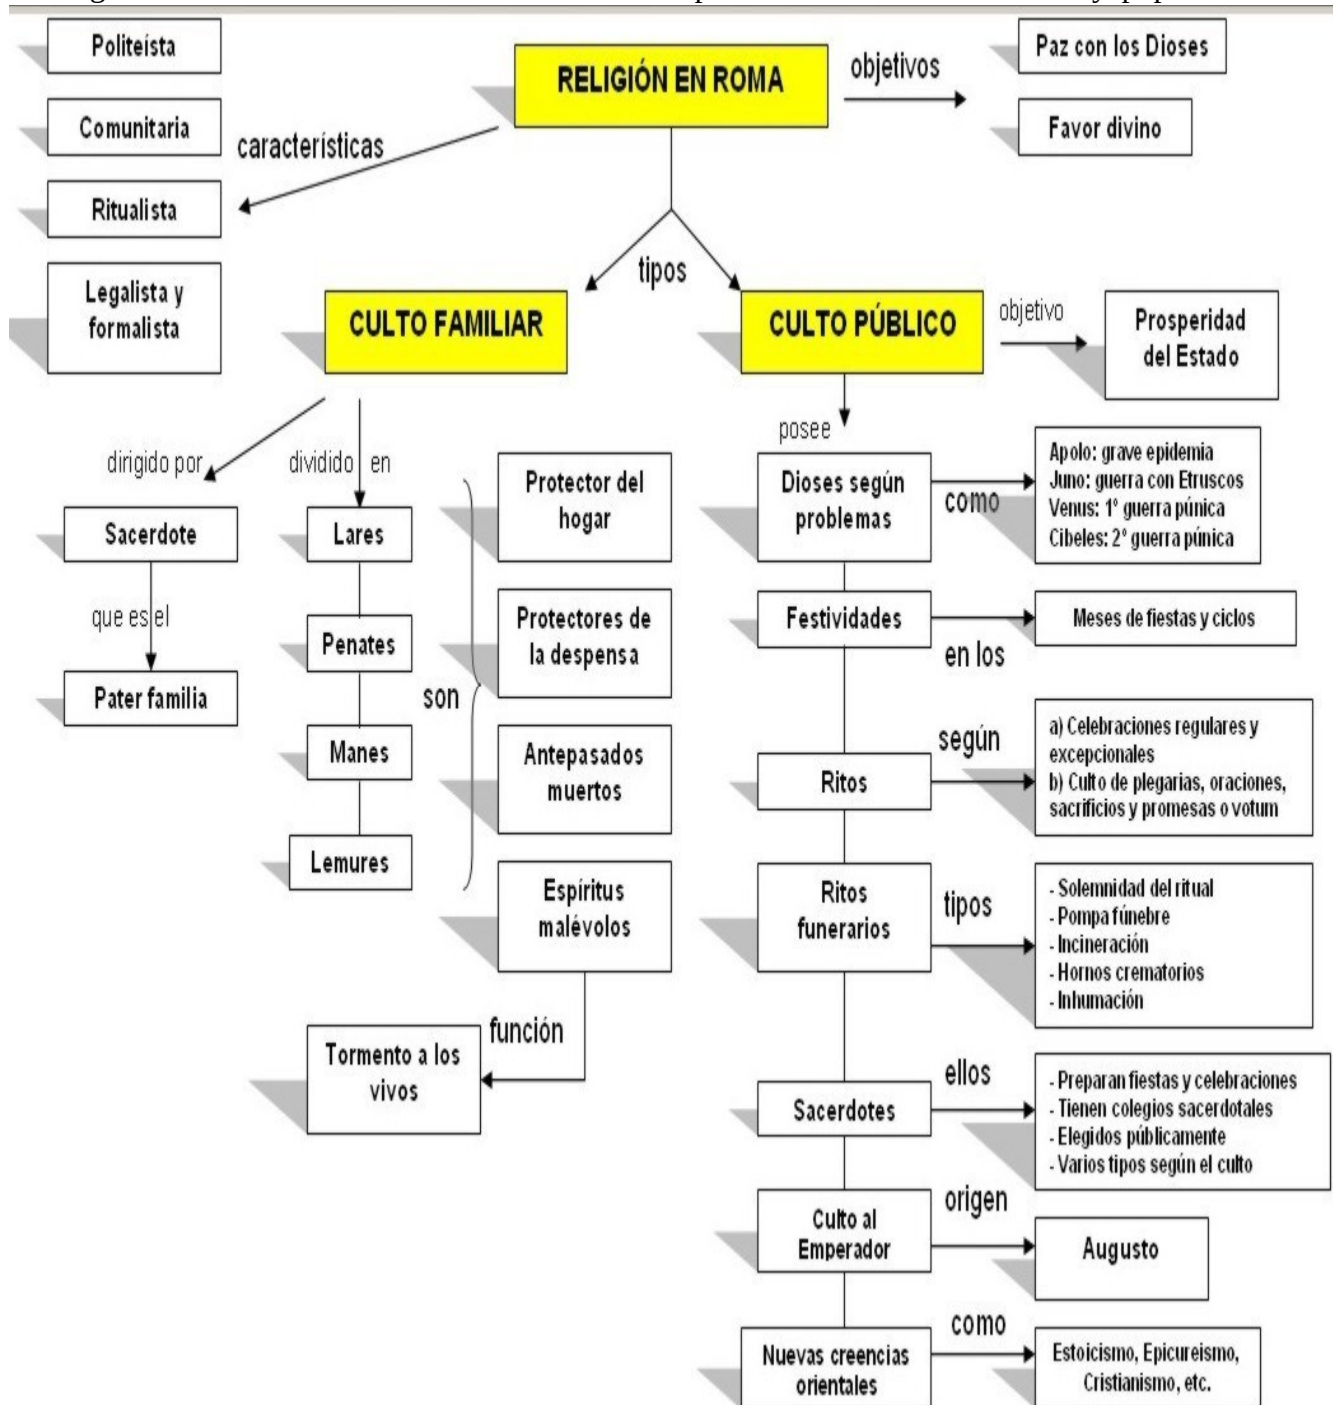 RELIGIÓN EN ROMA
objetivos
Paz con los Dioses
Favor divino
características
Politeísta
Comunitaria
Ritualista
Legalista y
formalista
tipos
CULTO FAMILIAR
CULTO PÚBLICO
objetivo
Prosperidad
del Estado
dirigido por
Sacerdote
que es el
Pater familia
dividido en
Lares
Penates
Manes
Lemures
son
Protector del
hogar
Protectores de
la despensa
Antepasados
muertos
Espíritus
malévolos
función
Tormento a los
vivos
posee
Dioses según
problemas
como
Apolo: grave epidemia
Juno: guerra con Etruscos
Venus: 1º guerra púnica
Cibeles: 2º guerra púnica
Festividades
en los
Meses de fiestas y ciclos
Ritos
según
a) Celebraciones regulares y
excepcionales
b) Culto de plegarias, oraciones,
sacrificios y promesas o votum
Ritos
funerarios
tipos
- Solemnidad del ritual
- Pompa fúnebre
- Incineración
- Hornos crematorios
- Inhumación
Sacerdotes
ellos
- Preparan fiestas y celebraciones
- Tienen colegios sacerdotales
- Elegidos públicamente
- Varios tipos según el culto
Culto al
Emperador
origen
Augusto
Nuevas creencias
orientales
como
Estoicismo, Epicureismo,
Cristianismo, etc.